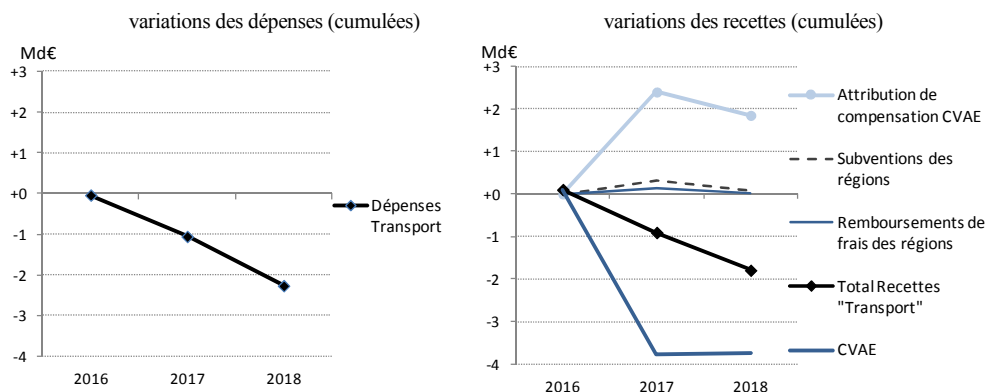 variations des dépenses (cumulées)
Md€
+3
+2
+1
+0
-1
-2
-3
-4
2016 2017 2018
Dépenses
Transport
variations des recettes (cumulées)
Md€
+3
+2
+1
+0
-1
-2
-3
-4
2016 2017 2018
Attribution de
compensation CVAE
Subventions des
régions
Remboursements de
frais des régions
Total Recettes
"Transport"
CVAE